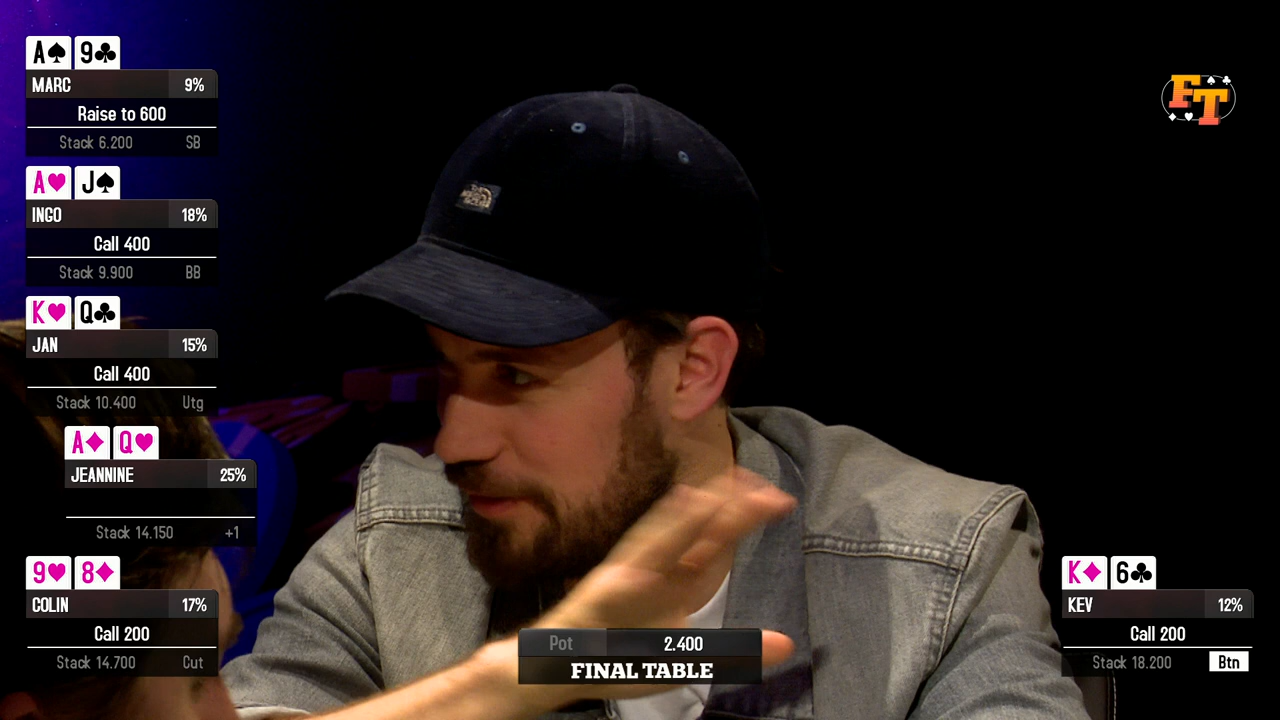 A♠ 9♣
MARC 9%
Raise to 600
Stack 6.200 SB
A♥ J♠
INGO 18%
Call 400
Stack 9.900 BB
K♥ Q♣
JAN 15%
Call 400
Stack 10.400 Utg
A♦ Q♥
JEANNINE 25%
Stack 14.150 +1
9♥ 8♦
COLIN 17%
Call 200
Stack 14.700 Cut
FT
K♦ 6♣
KEV 12%
Call 200
Stack 18.200 Btn
Pot 2.400
FINAL TABLE